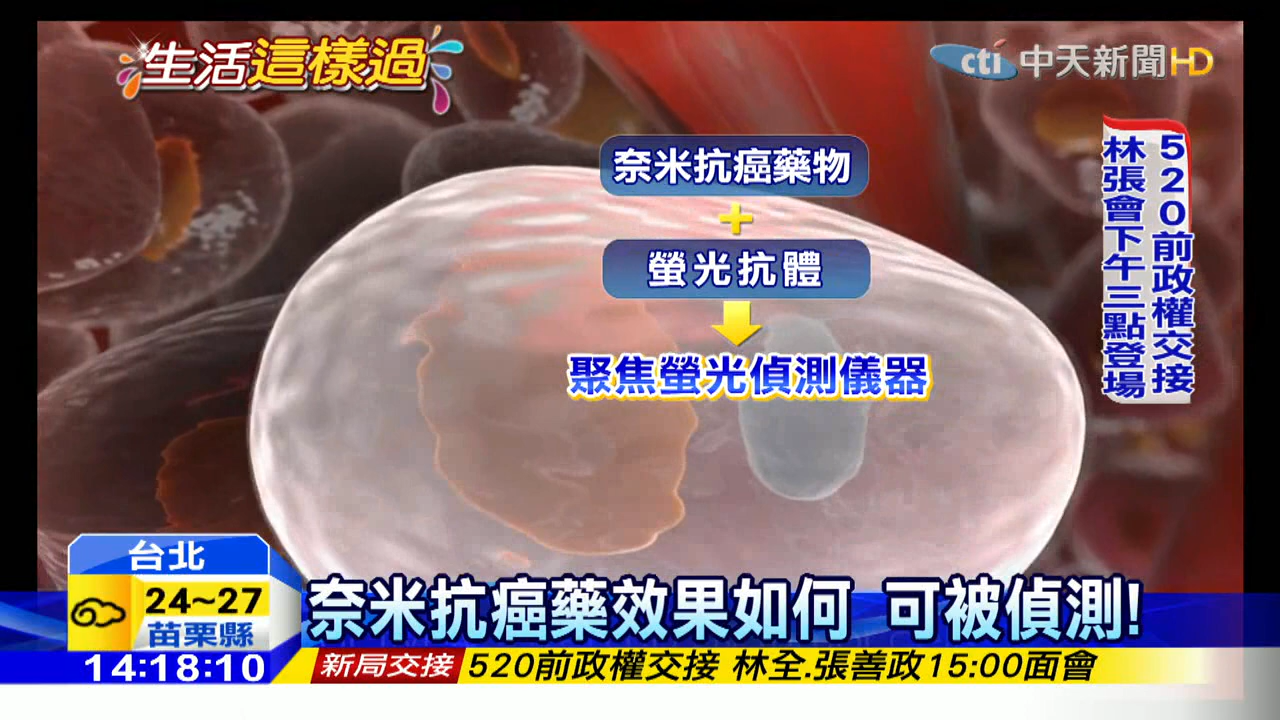 生活這樣過
cti中天新聞HD
奈米抗癌藥物
+
螢光抗體
聚焦螢光偵測儀器
520前政權交接
林張會下午三點登場
台北
24~27
苗栗縣
14:18:10
奈米抗癌藥效果如何 可被偵測!
新局交接 520前政權交接 林全.張善政15:00面會